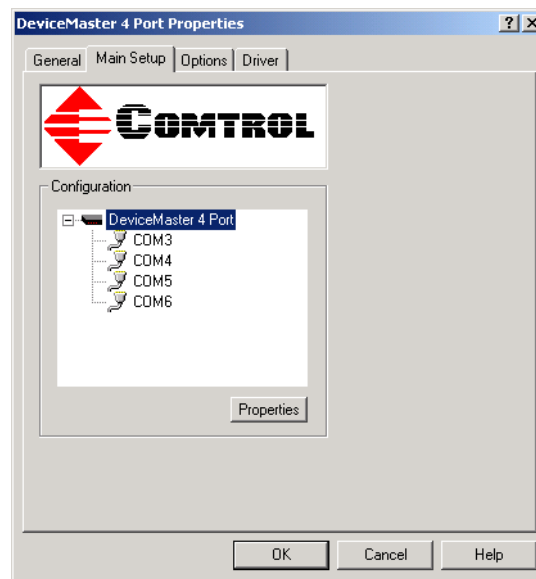 DeviceMaster 4 Port Properties
General Main Setup Options Driver
COMTROL
Configuration
DeviceMaster 4 Port
COM3
COM4
COM5
COM6
Properties
OK Cancel Help